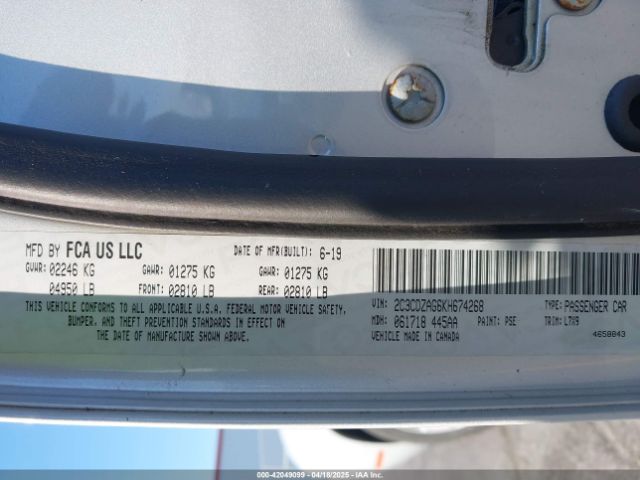 MFD BY FCA US LLC DATE OF MFR(BUILT): 6-19
GVWR: 02246 KG GAWR: 01275 KG GAWR: 01275 KG
04950 LB FRONT: 02810 LB REAR: 02810 LB
THIS VEHICLE CONFORMS TO ALL APPLICABLE U.S.A. FEDERAL MOTOR VEHICLE SAFETY,
BUMPER, AND THEFT PREVENTION STANDARDS IN EFFECT ON
THE DATE OF MANUFACTURE SHOWN ABOVE.
VIN: 2C3CDZAG6KH674268 TYPE: PASSENGER CAR
MDH: 061718 445AA PAINT: PSE TRIM: L7X9
VEHICLE MADE IN CANADA 4658843
000-42049099 04/18/2025 IAAI.COM